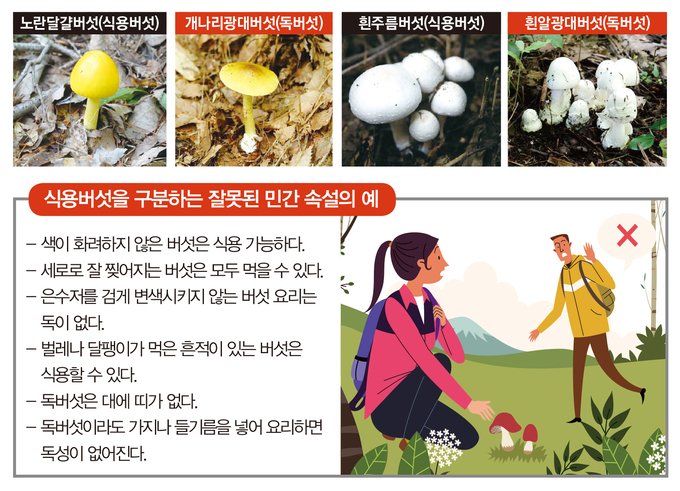 노란달걀버섯(식용버섯)
개나리광대버섯(독버섯)
흰주름버섯(식용버섯)
흰알광대버섯(독버섯)
식용버섯을 구분하는 잘못된 민간 속설의 예
– 색이 화려하지 않은 버섯은 식용 가능하다.
– 세로로 잘 찢어지는 버섯은 모두 먹을 수 있다.
– 은수저를 검게 변색시키지 않는 버섯 요리는
독이 없다.
– 벌레나 달팽이가 먹은 흔적이 있는 버섯은
식용할 수 있다.
– 독버섯은 대에 띠가 없다.
– 독버섯이라도 가지나 들기름을 넣어 요리하면
독성이 없어진다.